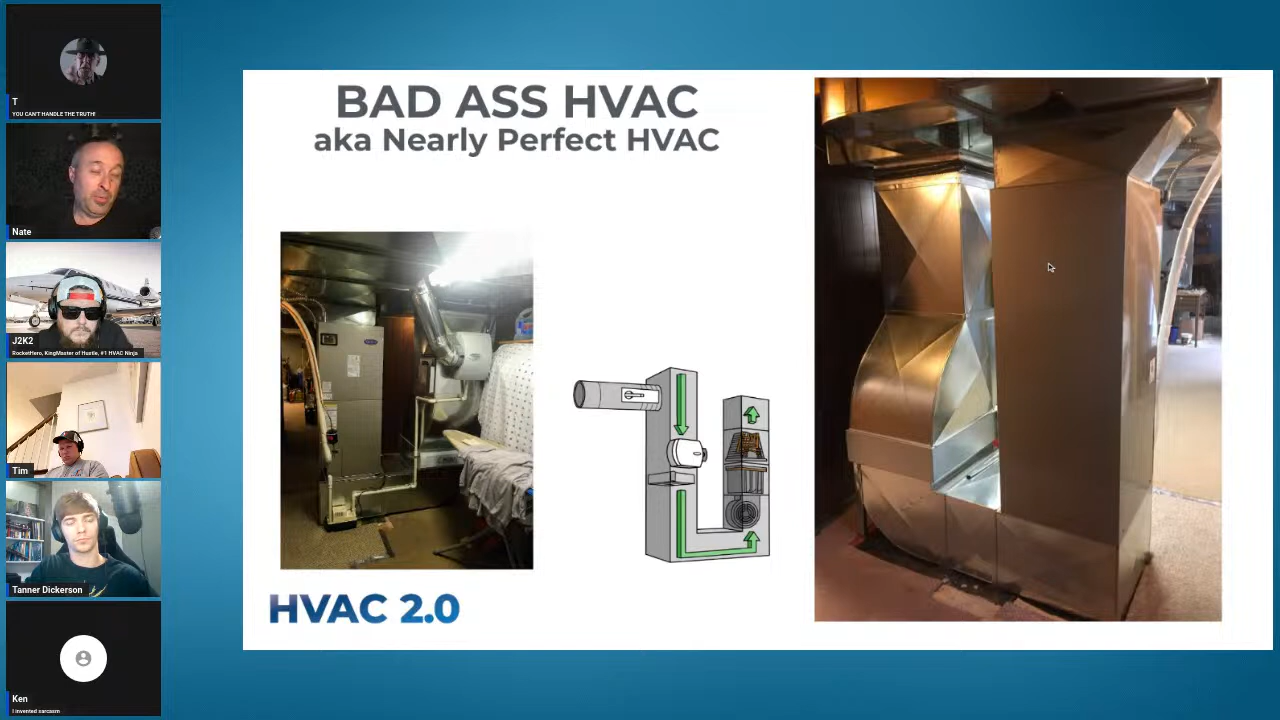 T
YOU CAN'T HANDLE THE TRUTH!
Nate
J2K2
RocketHero, KingMaster of Hustle, #1 HVAC Ninja
Tim
Tanner Dickerson
Ken
I invented sarcasm
BAD ASS HVAC
aka Nearly Perfect HVAC
HVAC 2.0